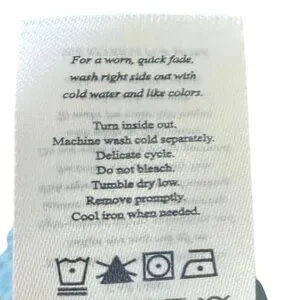 For a worn, quick fade,
wash right side out with
cold water and like colors.
Turn inside out.
Machine wash cold separately.
Delicate cycle.
Do not bleach.
Tumble dry low.
Remove promptly.
Cool iron when needed.